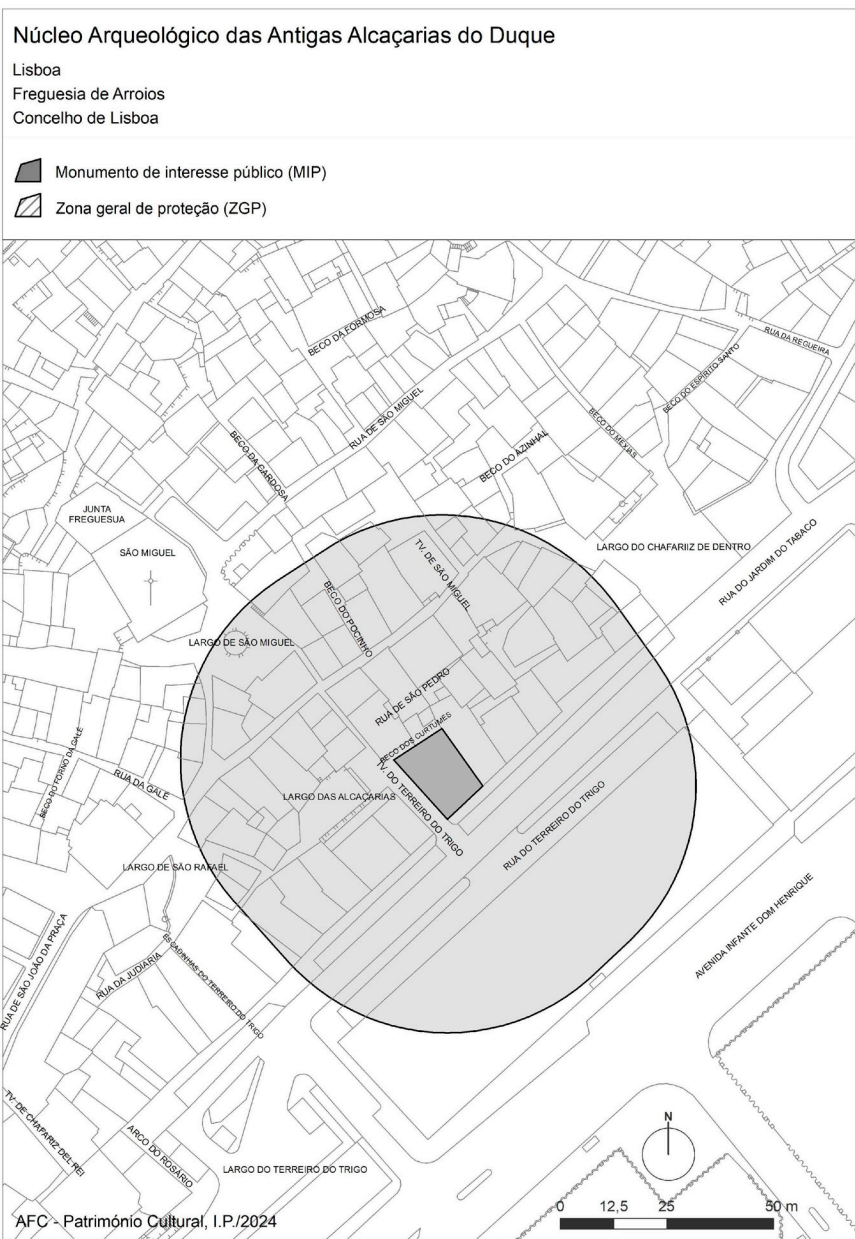 Núcleo Arqueológico das Antigas Alcaçarias do Duque
Lisboa
Freguesia de Arroios
Concelho de Lisboa
Monumento de interesse público (MIP)
Zona geral de proteção (ZGP)
BECO DA FORMOSA
RUA DA REGUEIRA
BECO DO ESPÍRITO SANTO
RUA DE SÃO MIGUEL
BECO DO MEXIAS
BECO DO AZINHAL
BECO DA CARDOSA
JUNTA
FREGUESUA
SÃO MIGUEL
TV. DE SÃO MIGUEL
LARGO DO CHAFARIIZ DE DENTRO
RUA DO JARDIM DO TABACO
BECO DO POCINHO
LARGO DE SÃO MIGUEL
RUA DE SÃO PEDRO
BECO DOS CURTUMES
BECO DO FORNO DA GALÉ
RUA DA GALÉ
LARGO DAS ALCAÇARIAS
TV. DO TERREIRO DO TRIGO
RUA DO TERREIRO DO TRIGO
LARGO DE SÃO RAFAEL
AVENIDA INFANTE DOM HENRIQUE
RUA DE SÃO JOÃO DA PRAÇA
RUA DA JUDIARIA
ESCADINHAS DO TERREIRO DO TRIGO
TV. DE CHAFARIZ DEL REI
ARCO DO ROSÁRIO
LARGO DO TERREIRO DO TRIGO
N
0 12,5 25 50 m
AFC - Património Cultural, I.P./2024